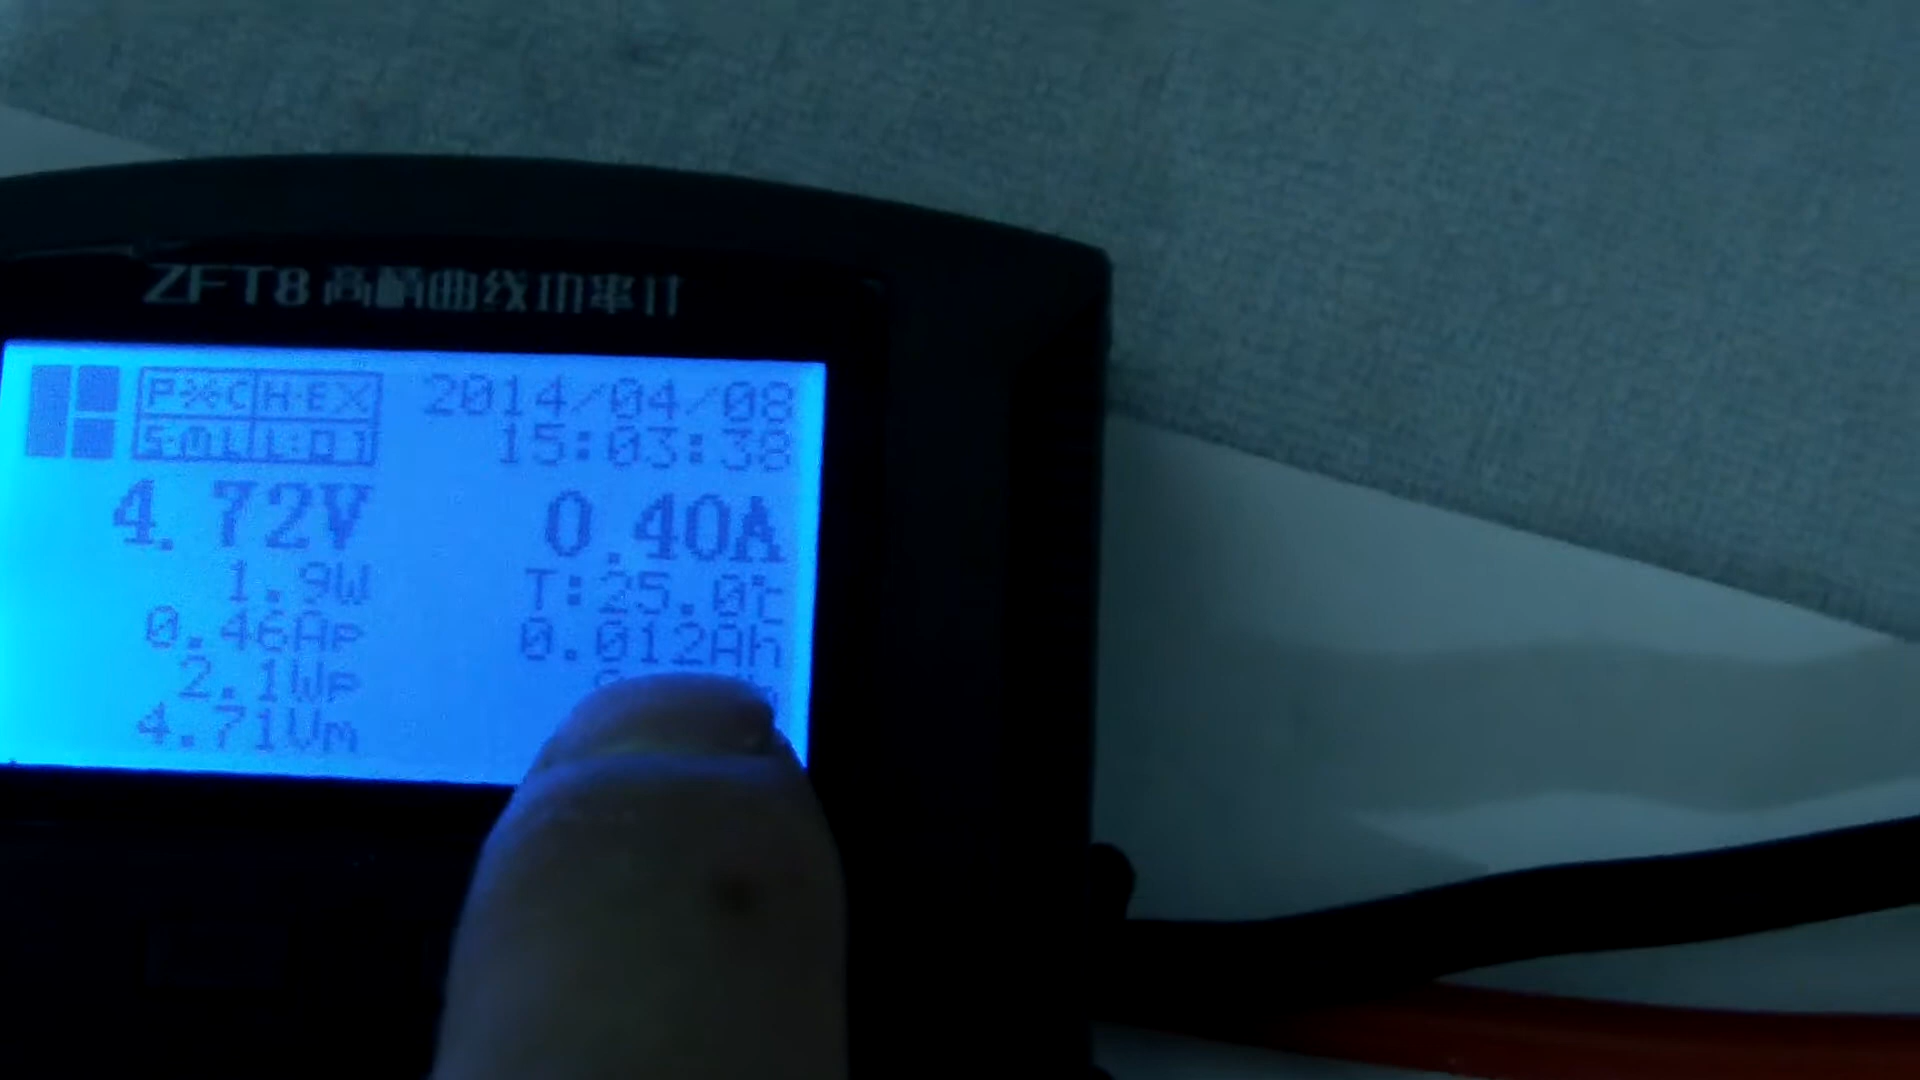 ZFT8 高精曲线功率计
P※C H·EX 2014/04/08
15:03:38
4.72V 0.40A
1.9W T:25.0℃
0.46Ap 0.012Ah
2.1Wp
4.71Vm